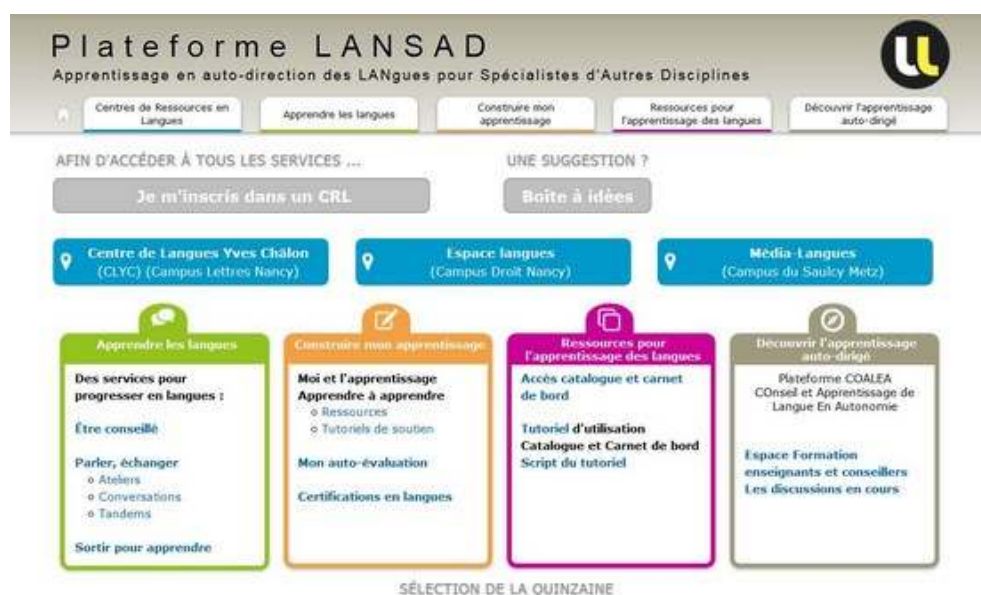 Plateforme LANSAD
Apprentissage en auto-direction des LANgues pour Spécialistes d'Autres Disciplines
Centres de Ressources en
Langues
Apprendre les langues
Construire mon
apprentissage
Ressources pour
l'apprentissage des langues
Découvrir l'apprentissage
auto-dirigé
AFIN D'ACCÉDER À TOUS LES SERVICES ...
UNE SUGGESTION ?
Je m'inscris dans un CRL
Boîte à idées
Centre de Langues Yves Châlon
(CLYC) (Campus Lettres Nancy)
Espace langues
(Campus Droit Nancy)
Média-Langues
(Campus du Saulcy Metz)
Apprendre les langues
Des services pour
progresser en langues :
Être conseillé
Parler, échanger
Ateliers
Conversations
Tandems
Sortir pour apprendre
Construire mon apprentissage
Moi et l'apprentissage
Apprendre à apprendre
Ressources
Tutoriels de soutien
Mon auto-évaluation
Certifications en langues
Ressources pour
l'apprentissage des langues
Accès catalogue et carnet
de bord
Tutoriel d'utilisation
Catalogue et Carnet de bord
Script du tutoriel
Découvrir l'apprentissage
auto-dirigé
Plateforme COALEA
COnseil et Apprentissage de
Langue En Autonomie
Espace Formation
enseignants et conseillers
Les discussions en cours
SÉLECTION DE LA QUINZAINE